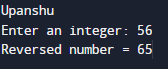 Upanshu
Enter an integer: 56
Reversed number = 65